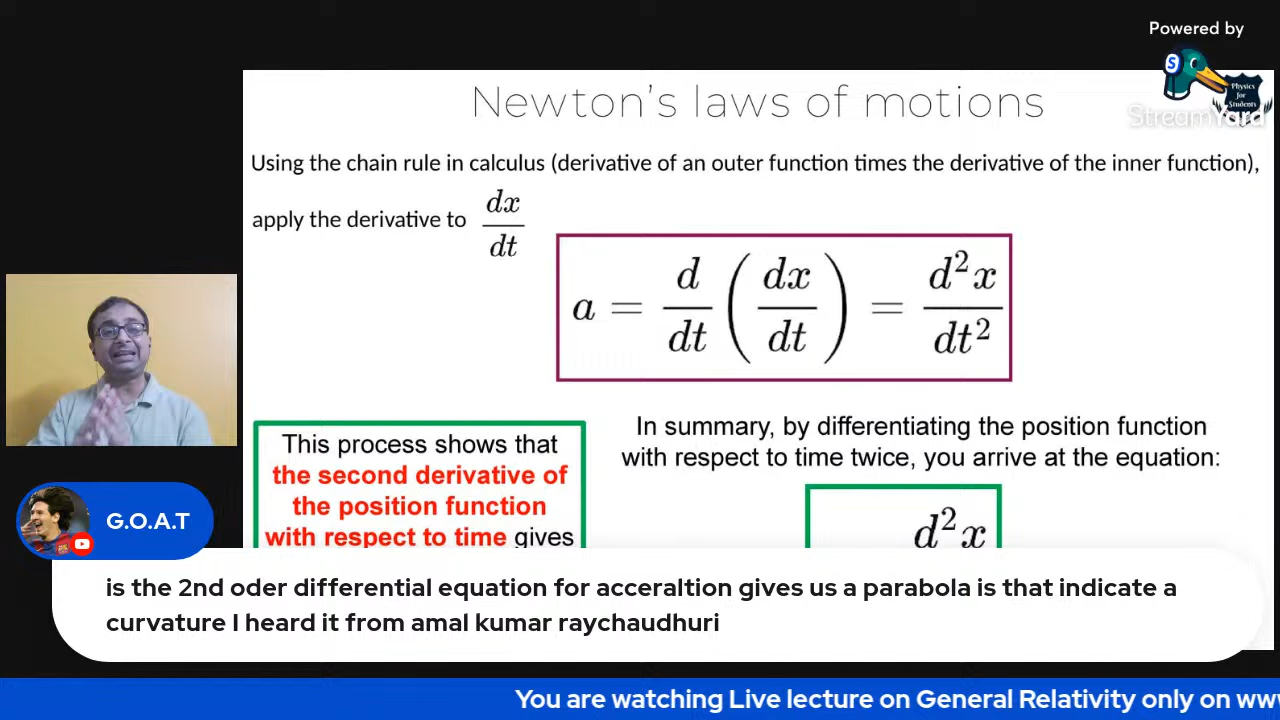 Powered by
S
Physics
for
Students
StreamYard
Newton's laws of motions
Using the chain rule in calculus (derivative of an outer function times the derivative of the inner function),
apply the derivative to dx/dt
a = d/dt (dx/dt) = d²x/dt²
This process shows that
the second derivative of
the position function
with respect to time gives
In summary, by differentiating the position function
with respect to time twice, you arrive at the equation:
d²x
G.O.A.T
is the 2nd oder differential equation for acceraltion gives us a parabola is that indicate a
curvature I heard it from amal kumar raychaudhuri
You are watching Live lecture on General Relativity only on ww